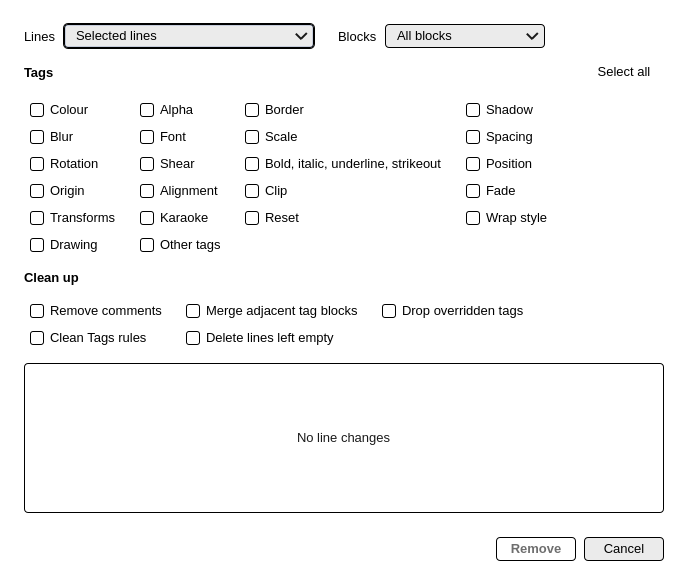 Lines Selected lines Blocks All blocks
Tags Select all
Colour Alpha Border Shadow
Blur Font Scale Spacing
Rotation Shear Bold, italic, underline, strikeout Position
Origin Alignment Clip Fade
Transforms Karaoke Reset Wrap style
Drawing Other tags
Clean up
Remove comments Merge adjacent tag blocks Drop overridden tags
Clean Tags rules Delete lines left empty
No line changes
Remove Cancel